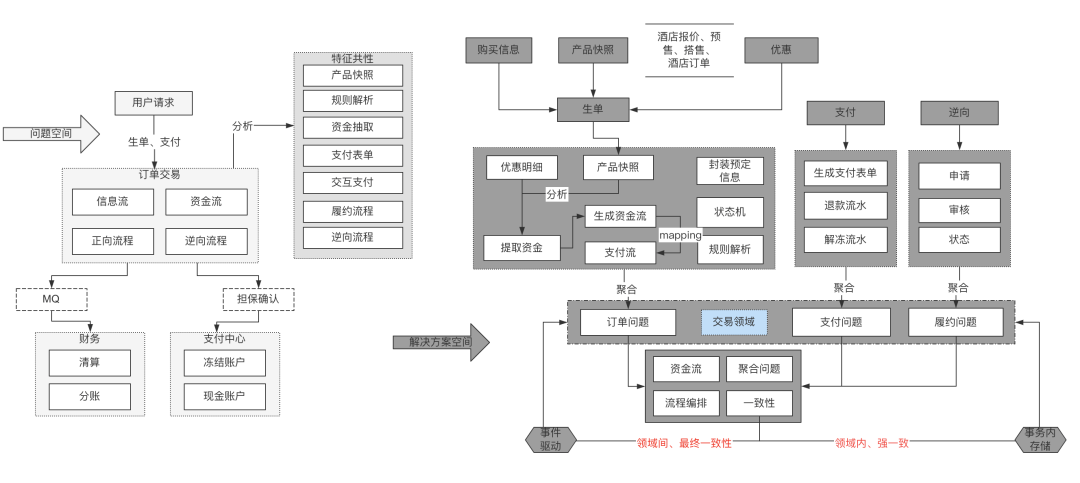 问题空间
用户请求
生单、支付
分析
订单交易
信息流
资金流
正向流程
逆向流程
MQ
担保确认
财务
清算
分账
支付中心
冻结账户
现金账户
特征共性
产品快照
规则解析
资金抽取
支付表单
交互支付
履约流程
逆向流程
解决方案空间
购买信息
产品快照
酒店报价、预
售、搭售、
酒店订单
优惠
生单
支付
逆向
优惠明细
产品快照
封装预定
信息
分析
生成资金流
状态机
mapping
提取资金
支付流
规则解析
生成支付表单
退款流水
解冻流水
申请
审核
状态
聚合
聚合
聚合
订单问题
交易领域
支付问题
履约问题
资金流
聚合问题
流程编排
一致性
事件
驱动
领域间、最终一致性
领域内、强一致
事务内
存储